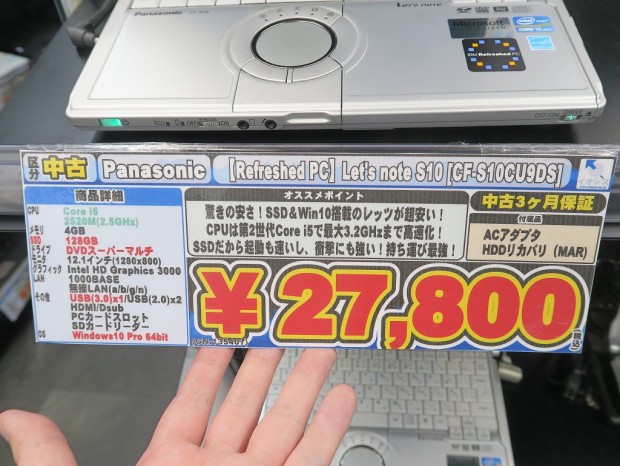 Panasonic
Let's note
Microsoft
intel
Refreshed PC
ECO
OFF
ON
OFF
区分
中古
Panasonic
【Refreshed PC】 Let's note S10 [CF-S10CU9DS]
商品詳細
CPU Core i5
2520M(2.5GHz)
メモリ 4GB
SSD 128GB
ドライブ DVDスーパーマルチ
モニタ 12.1インチ(1280x800)
グラフィック Intel HD Graphics 3000
LAN 1000BASE
無線LAN(a/b/g/n)
その他 USB(3.0)x1/USB(2.0)x2
HDMI/Dsub
PCカードスロット
SDカードリーダー
OS Windows10 Pro 64bit
オススメポイント
驚きの安さ！SSD＆Win10搭載のレッツが超安い！
CPUは第2世代Core i5で最大3.2GHzまで高速化！
SSDだから起動も速いし、衝撃にも強い！持ち運び最強！
中古3ヶ月保証
付属品
ACアダプタ
HDDリカバリ (MAR)
￥27,800
(税込)